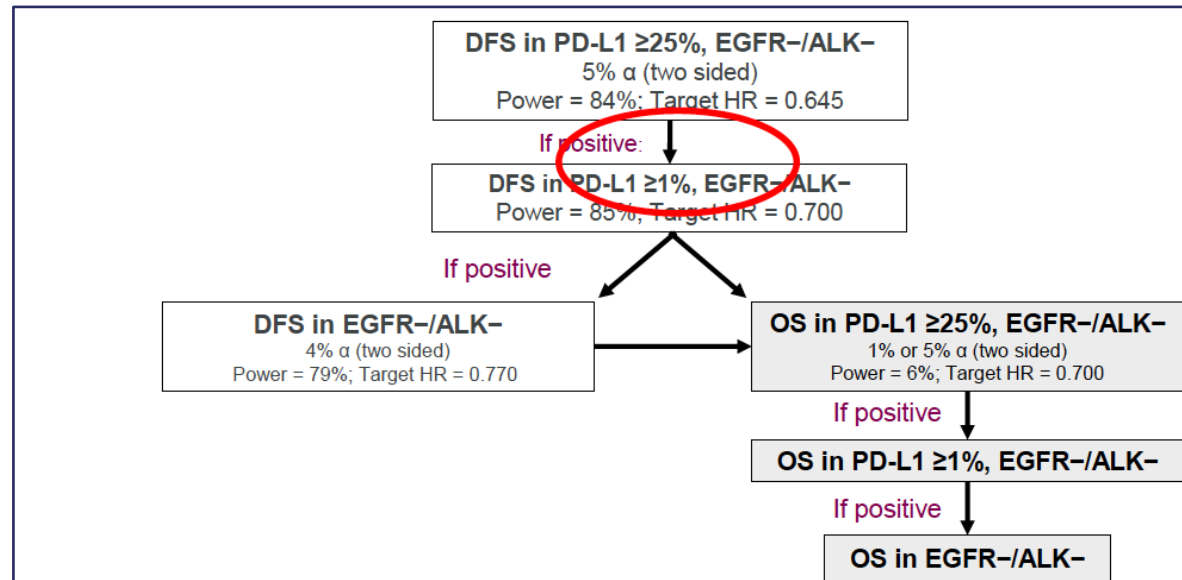 DFS in PD-L1 ≥25%, EGFR−/ALK−
5% α (two sided)
Power = 84%; Target HR = 0.645
If positive:
DFS in PD-L1 ≥1%, EGFR−/ALK−
Power = 85%; Target HR = 0.700
If positive
DFS in EGFR−/ALK−
4% α (two sided)
Power = 79%; Target HR = 0.770
OS in PD-L1 ≥25%, EGFR−/ALK−
1% or 5% α (two sided)
Power = 6%; Target HR = 0.700
If positive
OS in PD-L1 ≥1%, EGFR−/ALK−
If positive
OS in EGFR−/ALK−